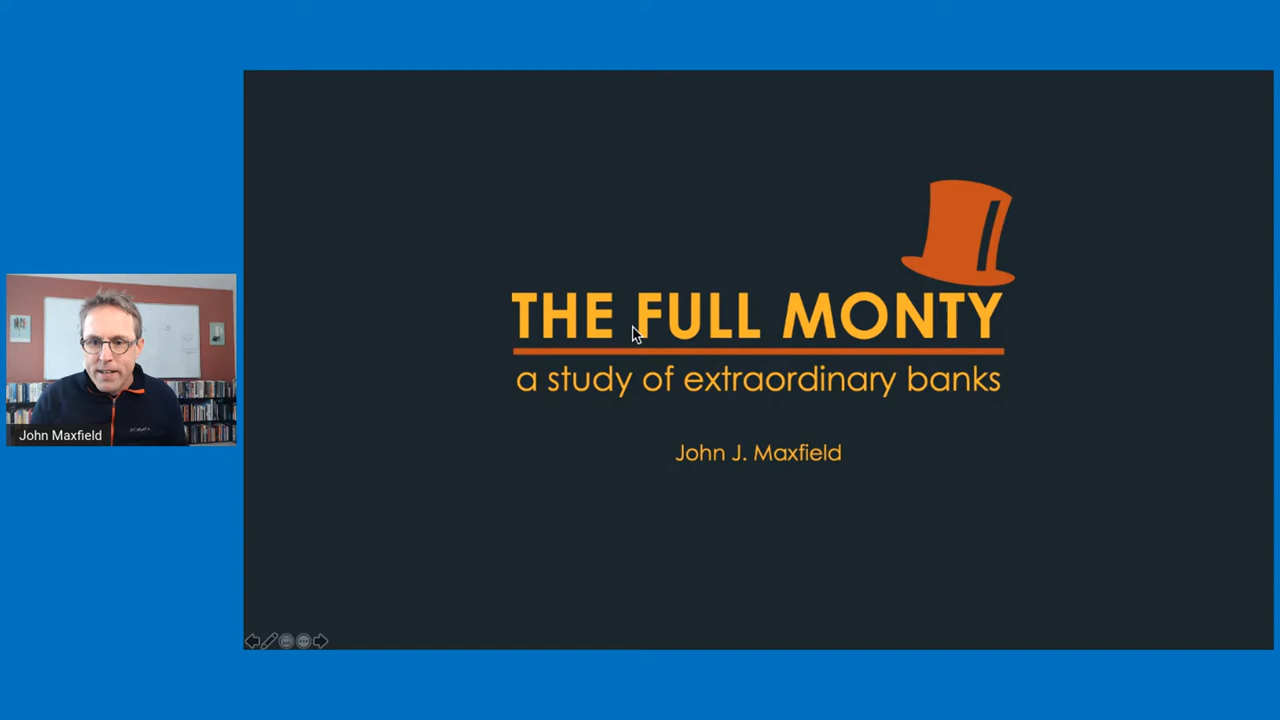 THE FULL MONTY
a study of extraordinary banks
John J. Maxfield
John Maxfield